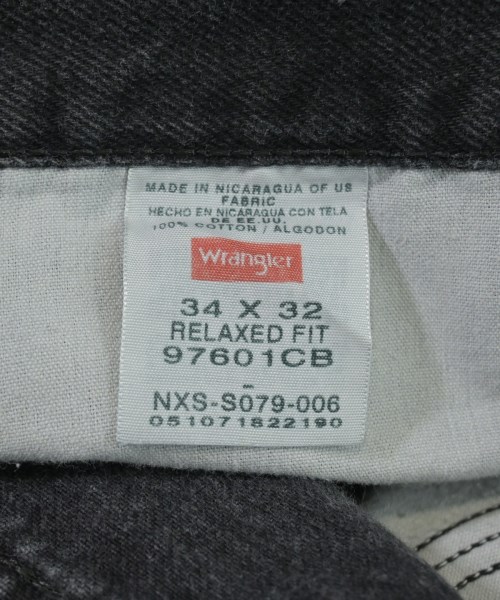 MADE IN NICARAGUA OF US
FABRIC
HECHO EN NICARAGUA CON TELA
DE EE.UU.
100% COTTON / ALGODON
Wrangler
34 X 32
RELAXED FIT
97601CB
-
NXS-S079-006
051071822190